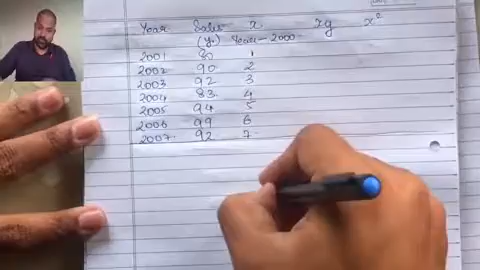 Year Sales x xy x²
(y) Year - 2000
2001 80 1
2002 90 2
2003 92 3
2004 83 4
2005 94 5
2006 99 6
2007 92 7